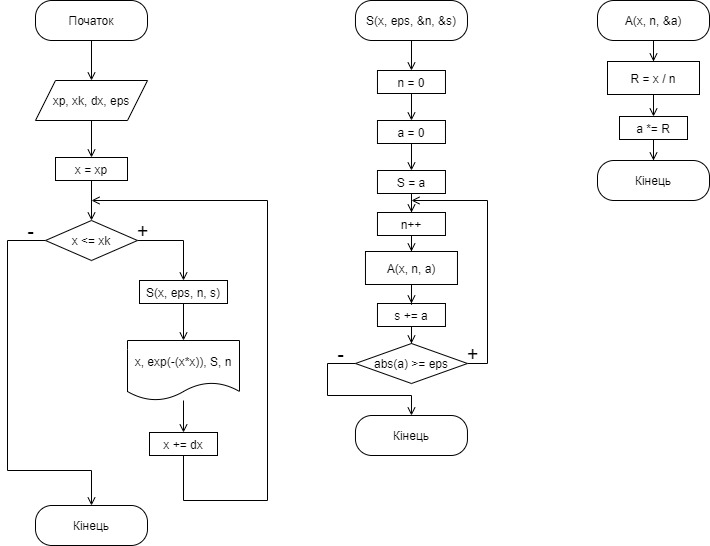 Початок
xp, xk, dx, eps
x = xp
x <= xk
-
+
S(x, eps, n, s)
x, exp(-(x*x)), S, n
x += dx
Кінець
S(x, eps, &n, &s)
n = 0
a = 0
S = a
n++
A(x, n, a)
s += a
abs(a) >= eps
-
+
Кінець
A(x, n, &a)
R = x / n
a *= R
Кінець